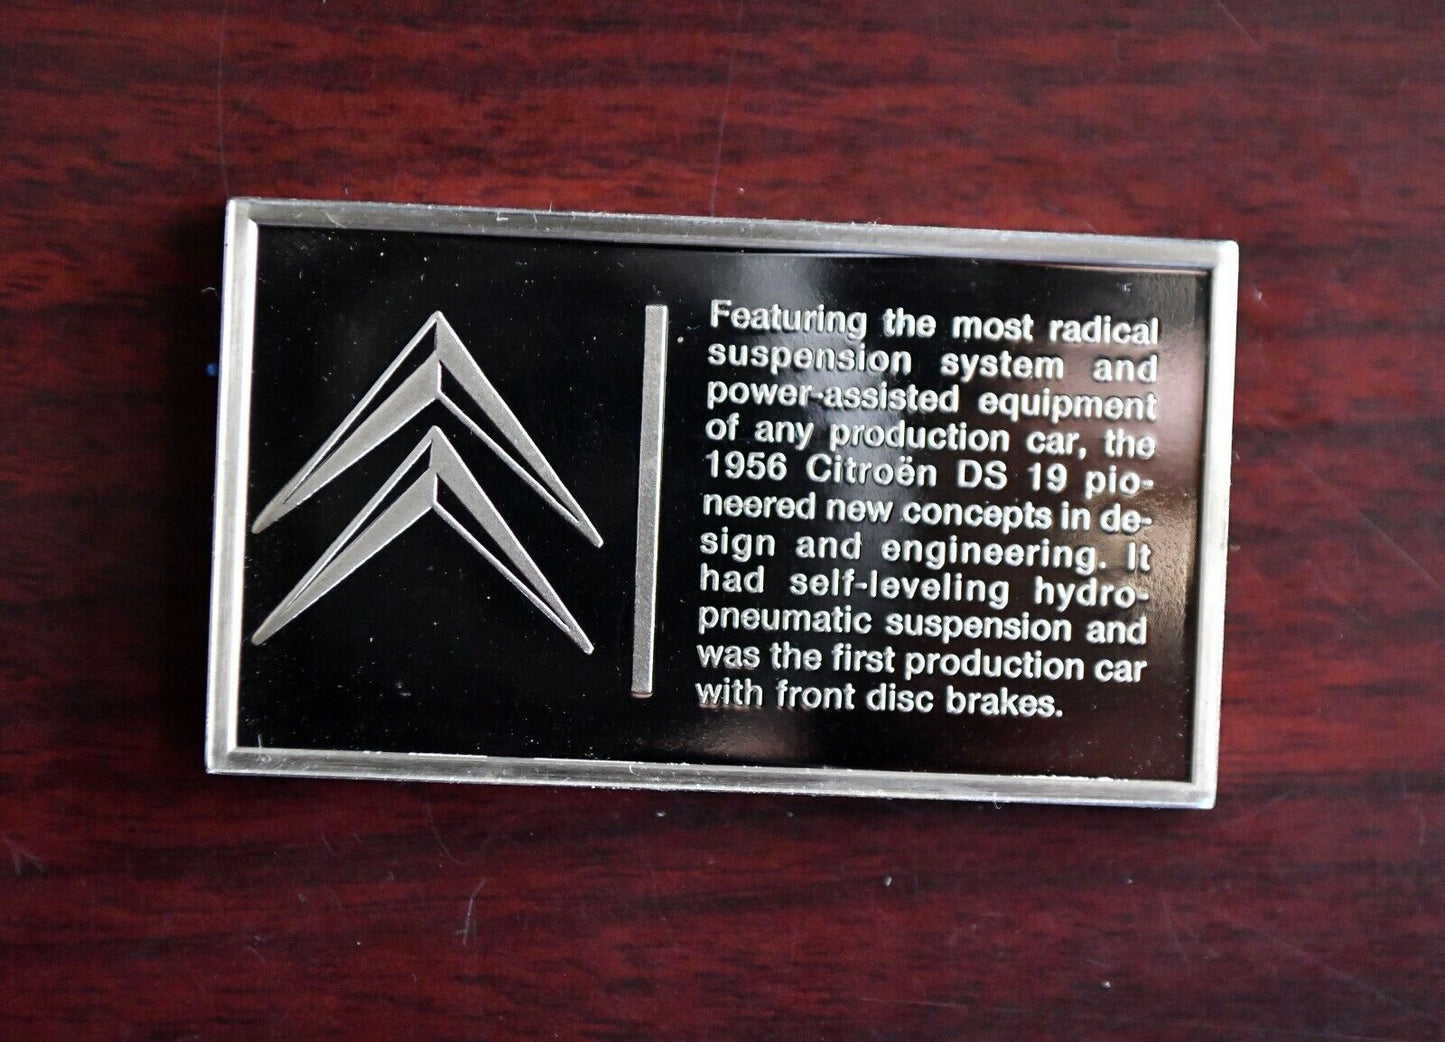 Featuring the most radical
suspension system and
power-assisted equipment
of any production car, the
1956 Citroën DS 19 pio-
neered new concepts in de-
sign and engineering. It
had self-leveling hydro-
pneumatic suspension and
was the first production car
with front disc brakes.